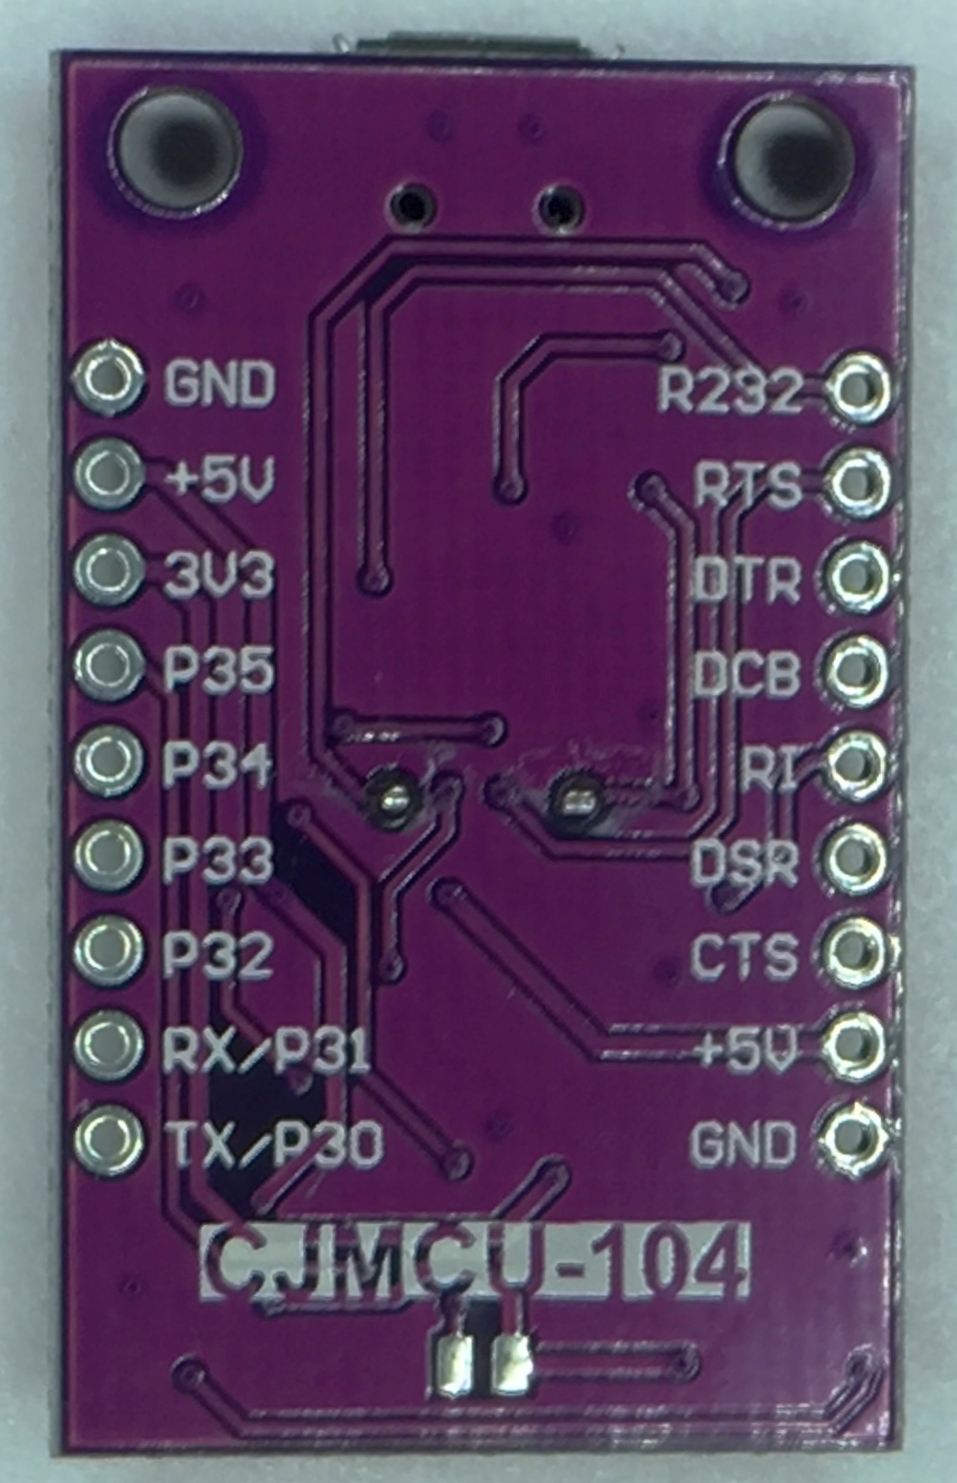 GND R232
+5V RTS
3V3 DTR
P35 DCB
P34 RI
P33 DSR
P32 CTS
RX/P31 +5V
TX/P30 GND
CJMCU-104